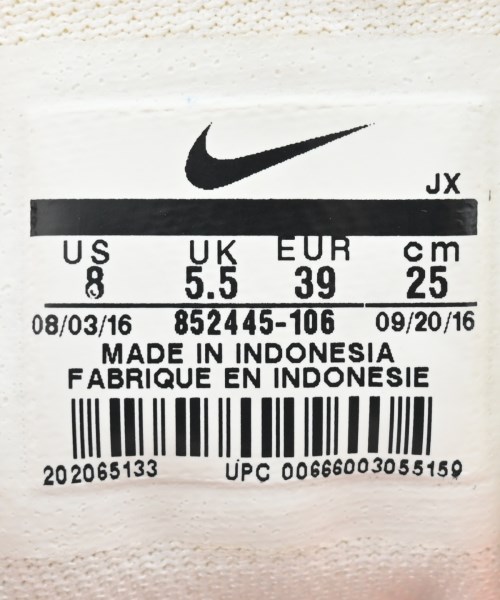 JX
US UK EUR cm
8 5.5 39 25
08/03/16 852445-106 09/20/16
MADE IN INDONESIA
FABRIQUE EN INDONESIE
202065133 UPC 00666003055159